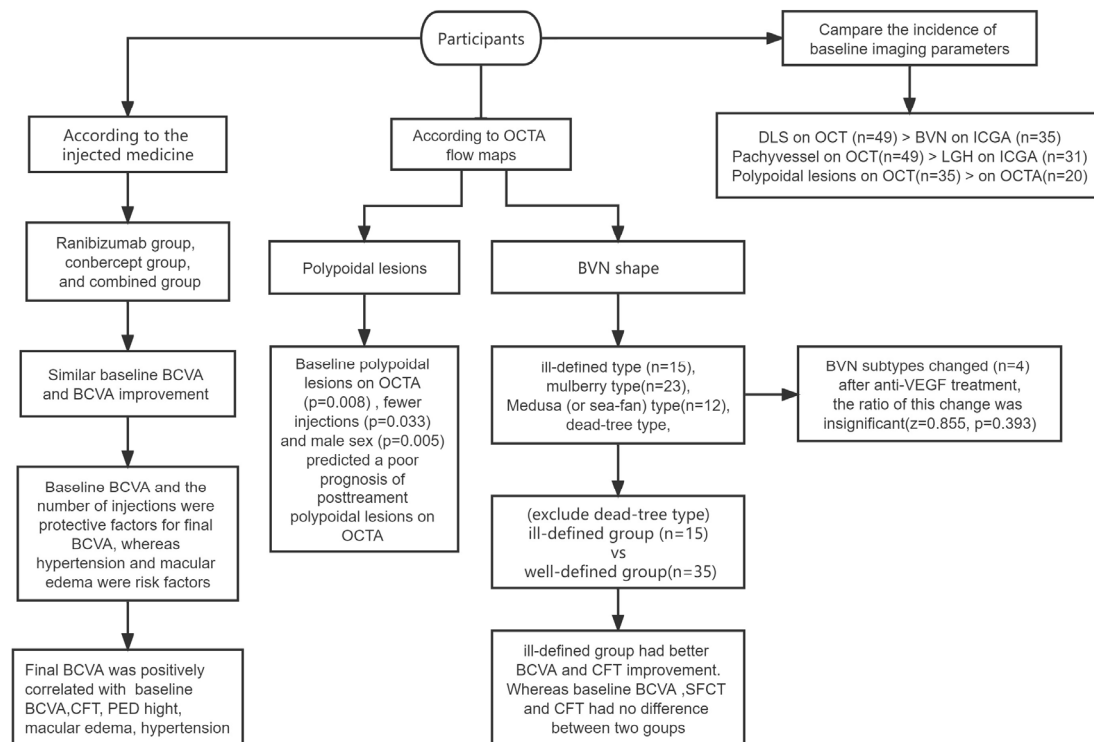 Participants
Campare the incidence of
baseline imaging parameters
According to the
injected medicine
According to OCTA
flow maps
DLS on OCT (n=49) > BVN on ICGA (n=35)
Pachyvessel on OCT(n=49) > LGH on ICGA (n=31)
Polypoidal lesions on OCT(n=35) > on OCTA(n=20)
Ranibizumab group,
conbercept group,
and combined group
Polypoidal lesions
BVN shape
Similar baseline BCVA
and BCVA improvement
Baseline polypoidal
lesions on OCTA
(p=0.008) , fewer
injections (p=0.033)
and male sex (p=0.005)
predicted a poor
prognosis of
posttreament
polypoidal lesions on
OCTA
ill-defined type (n=15),
mulberry type(n=23),
Medusa (or sea-fan) type(n=12),
dead-tree type,
BVN subtypes changed (n=4)
after anti-VEGF treatment,
the ratio of this change was
insignificant(z=0.855, p=0.393)
Baseline BCVA and the
number of injections were
protective factors for final
BCVA, whereas
hypertension and macular
edema were risk factors
(exclude dead-tree type)
ill-defined group (n=15)
vs
well-defined group(n=35)
Final BCVA was positively
correlated with baseline
BCVA,CFT, PED hight,
macular edema, hypertension
ill-defined group had better
BCVA and CFT improvement.
Whereas baseline BCVA ,SFCT
and CFT had no difference
between two goups